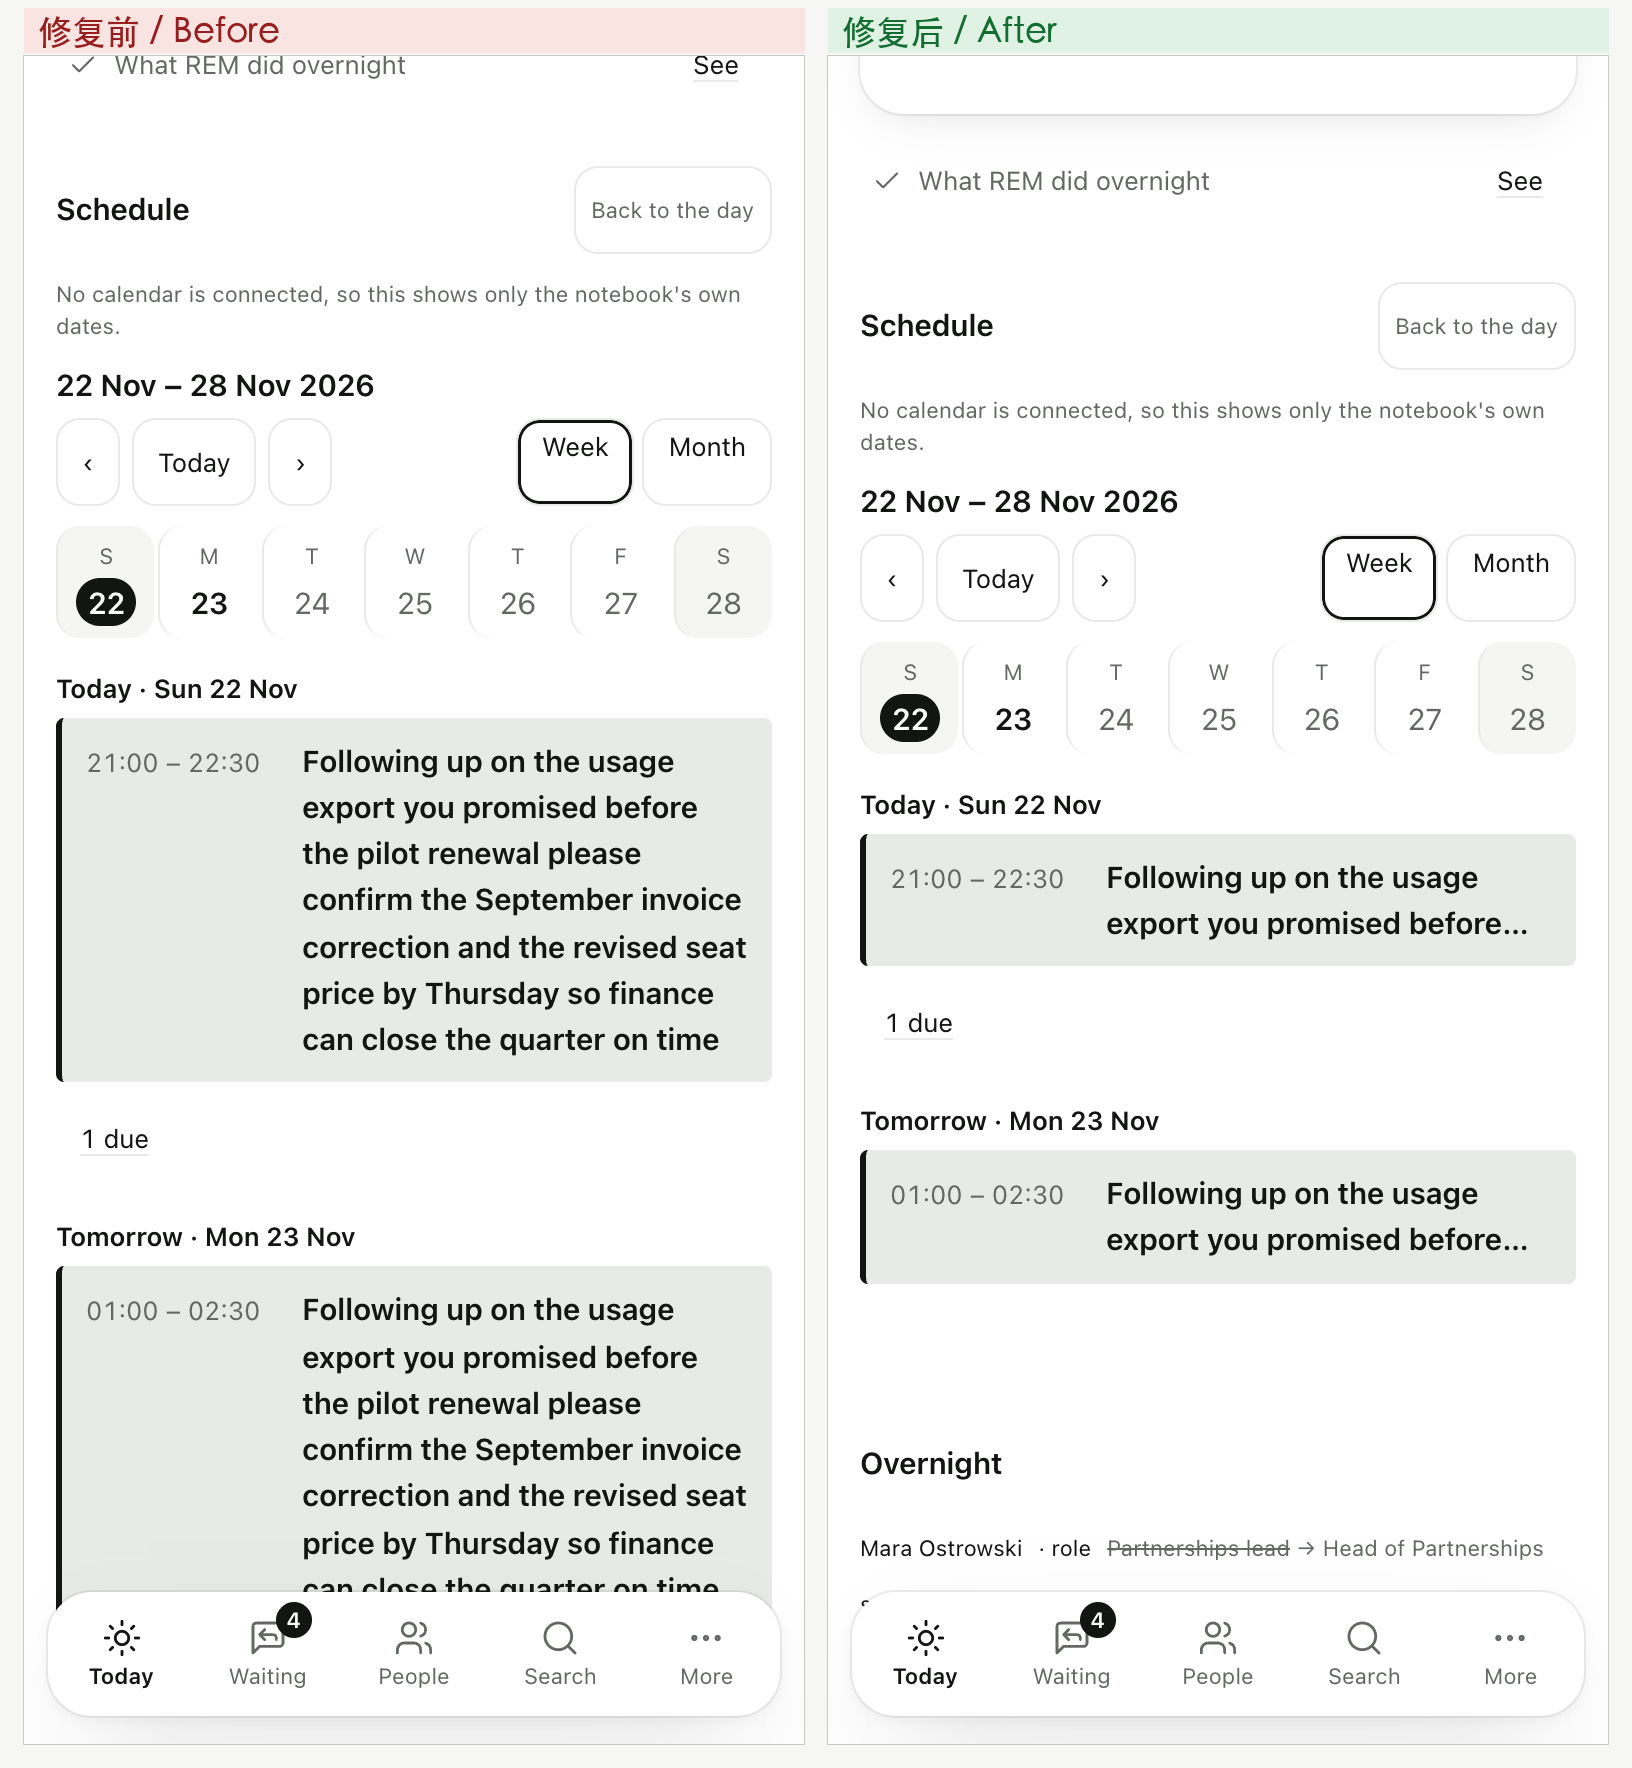 修复前 / Before
What REM did overnight
See
Schedule
Back to the day
No calendar is connected, so this shows only the notebook's own
dates.
22 Nov – 28 Nov 2026
‹
Today
›
Week
Month
S
M
T
W
T
F
S
22
23
24
25
26
27
28
Today · Sun 22 Nov
21:00 – 22:30
Following up on the usage
export you promised before
the pilot renewal please
confirm the September invoice
correction and the revised seat
price by Thursday so finance
can close the quarter on time
1 due
Tomorrow · Mon 23 Nov
01:00 – 02:30
Following up on the usage
export you promised before
the pilot renewal please
confirm the September invoice
correction and the revised seat
price by Thursday so finance
can close the quarter on time
4
Today
Waiting
People
Search
More
修复后 / After
What REM did overnight
See
Schedule
Back to the day
No calendar is connected, so this shows only the notebook's own
dates.
22 Nov – 28 Nov 2026
‹
Today
›
Week
Month
S
M
T
W
T
F
S
22
23
24
25
26
27
28
Today · Sun 22 Nov
21:00 – 22:30
Following up on the usage
export you promised before...
1 due
Tomorrow · Mon 23 Nov
01:00 – 02:30
Following up on the usage
export you promised before...
Overnight
Mara Ostrowski · role Partnerships lead → Head of Partnerships
4
Today
Waiting
People
Search
More